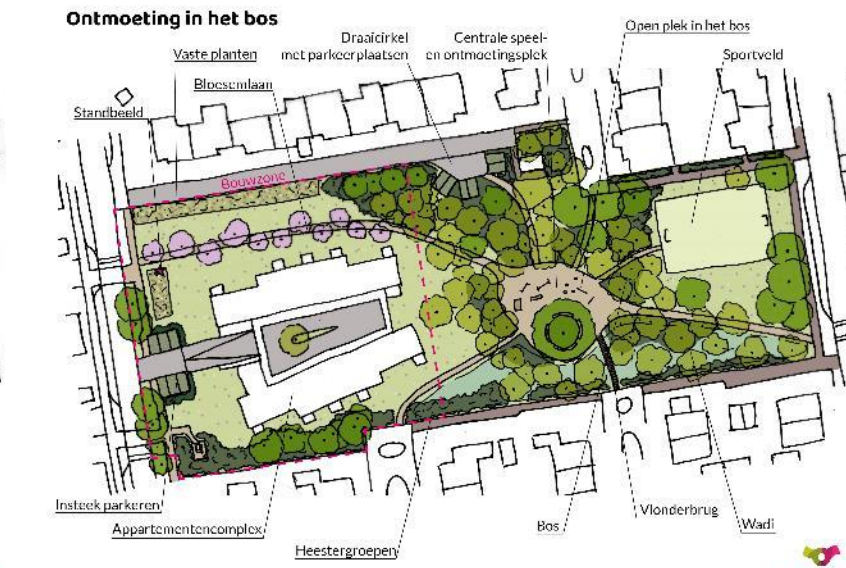 Ontmoeting in het bos
Draaicirkel
met parkeerplaatsen
Centrale speel-
en ontmoetingsplek
Open plek in het bos
Vaste planten
Sportveld
Bloesemlaan
Standbeeld
Bouwzone
Insteek parkeren
Appartementencomplex
Heestergroepen
Bos
Vlonderbrug
Wadi